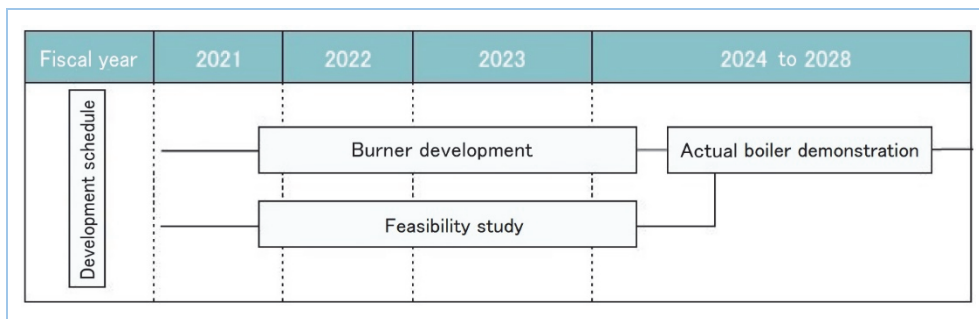 Fiscal year
2021
2022
2023
2024 to 2028
Development schedule
Burner development
Actual boiler demonstration
Feasibility study